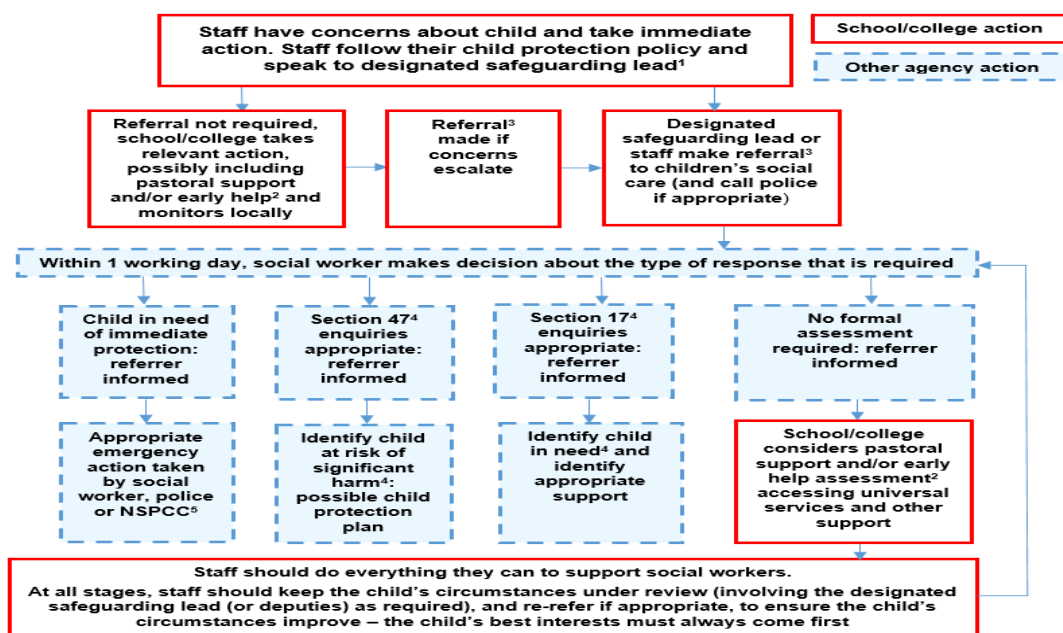 Staff have concerns about child and take immediate
action. Staff follow their child protection policy and
speak to designated safeguarding lead¹
School/college action
Other agency action
Referral not required,
school/college takes
relevant action,
possibly including
pastoral support
and/or early help² and
monitors locally
Referral³
made if
concerns
escalate
Designated
safeguarding lead or
staff make referral³
to children's social
care (and call police
if appropriate)
Within 1 working day, social worker makes decision about the type of response that is required
Child in need
of immediate
protection:
referrer
informed
Section 47⁴
enquiries
appropriate:
referrer
informed
Section 17⁴
enquiries
appropriate:
referrer
informed
No formal
assessment
required: referrer
informed
Appropriate
emergency
action taken
by social
worker, police
or NSPCC⁵
Identify child
at risk of
significant
harm⁴:
possible child
protection
plan
Identify child
in need⁴ and
identify
appropriate
support
School/college
considers pastoral
support and/or early
help assessment²
accessing universal
services and other
support
Staff should do everything they can to support social workers.
At all stages, staff should keep the child's circumstances under review (involving the designated
safeguarding lead (or deputies) as required), and re-refer if appropriate, to ensure the child's
circumstances improve – the child's best interests must always come first